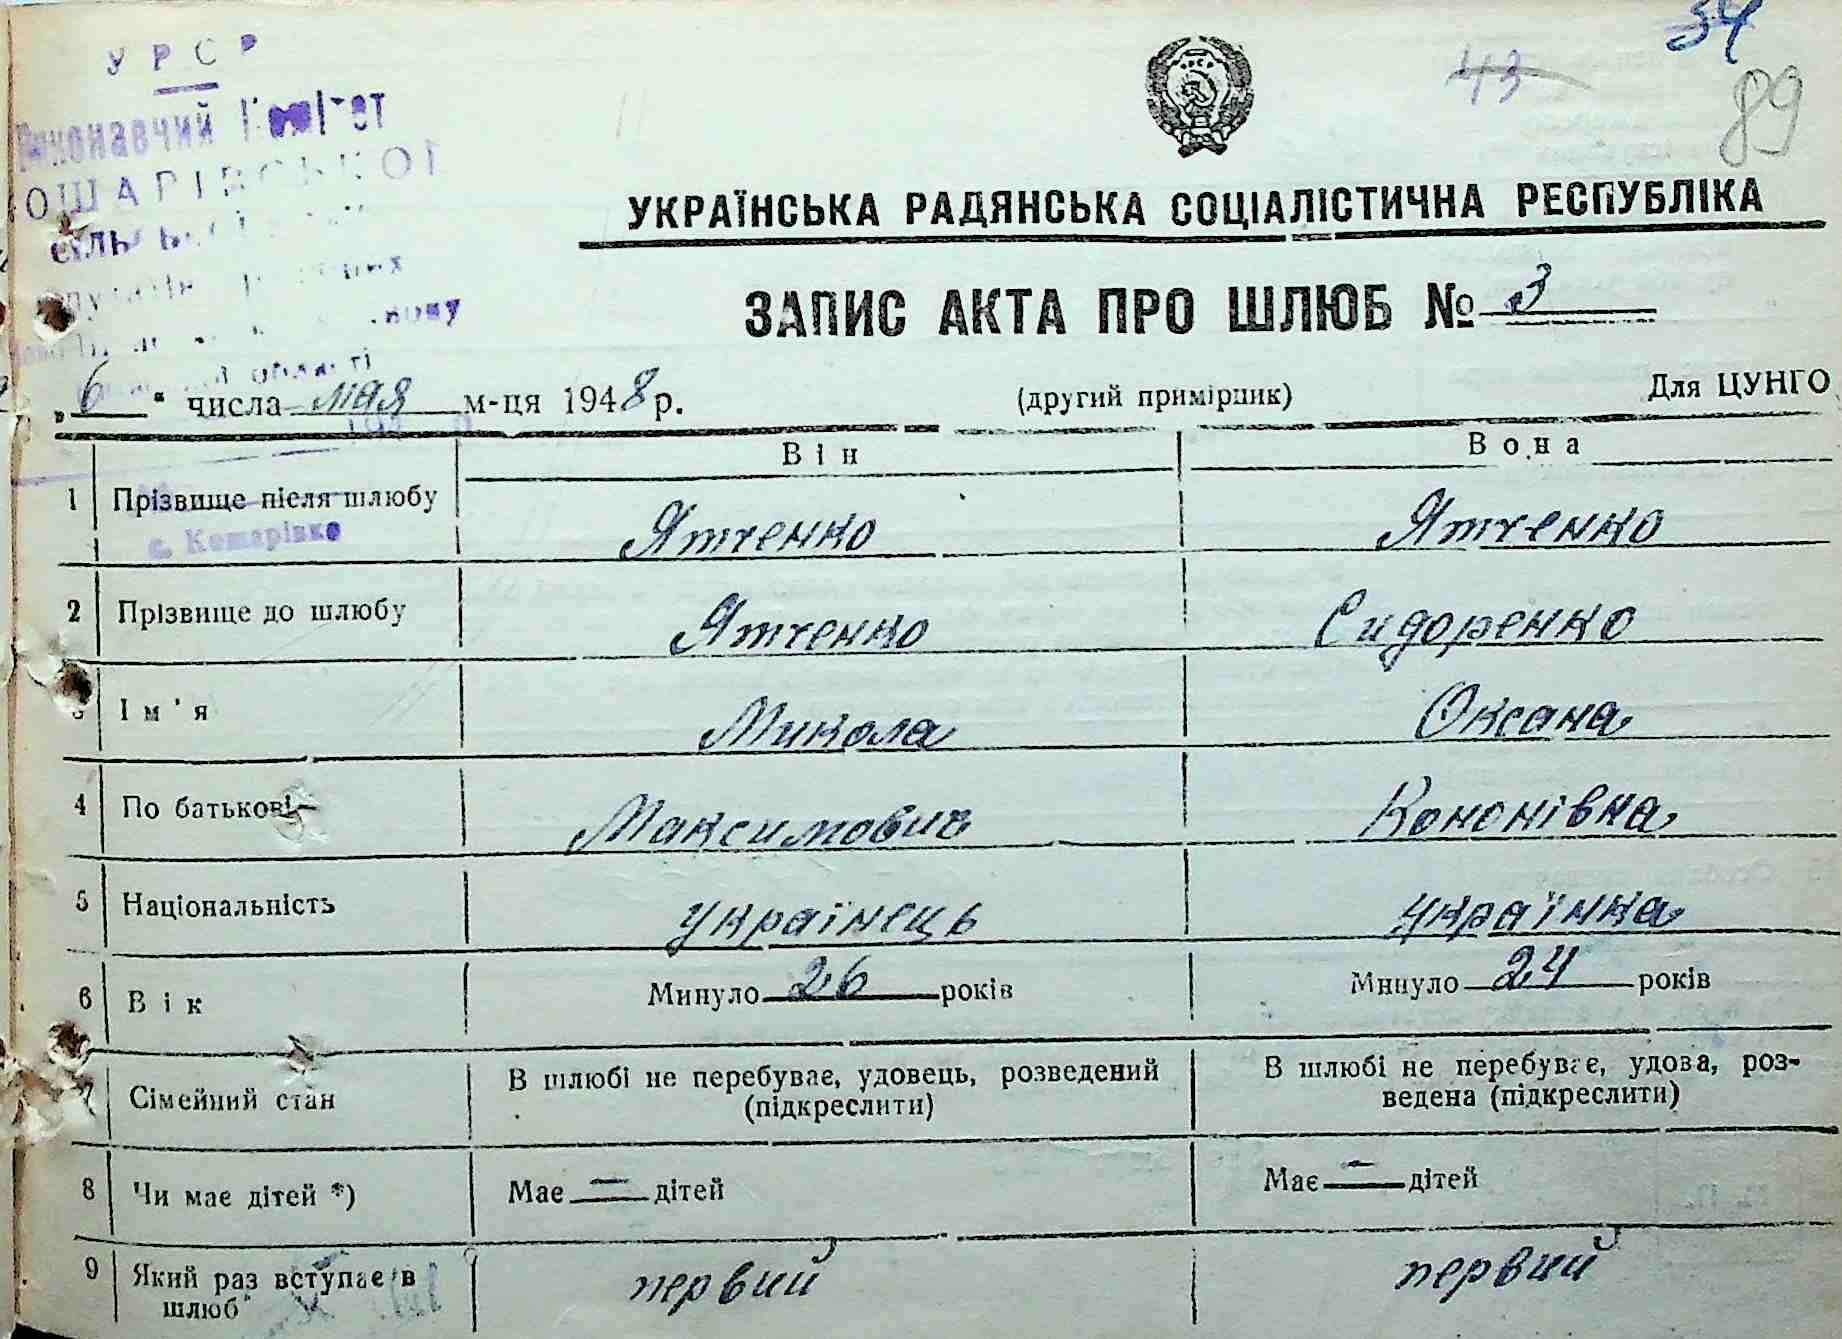 УРСР
Виконавчий Комітет
ОШАРІВСЬКОЇ
54
43
89
УКРАЇНСЬКА РАДЯНСЬКА СОЦІАЛІСТИЧНА РЕСПУБЛІКА
ЗАПИС АКТА ПРО ШЛЮБ № 3
„6“ числа мая м-ця 1948 р. (другий примірник) Для ЦУНГО
області
Він Вона
1 Прізвище після шлюбу Ятченко Ятченко
с. Кошарівка
2 Прізвище до шлюбу Ятченко Сидоренко
3 Ім'я Микола Оксана
4 По батькові Максимович Кононівна
5 Національність українець українка
6 Вік Минуло 26 років Минуло 24 років
7 Сімейний стан В шлюбі не перебуває, удовець, розведений (підкреслити) В шлюбі не перебуває, удова, роз-
ведена (підкреслити)
8 Чи має дітей *) Має — дітей Має — дітей
9 Який раз вступає в шлюб первий первий